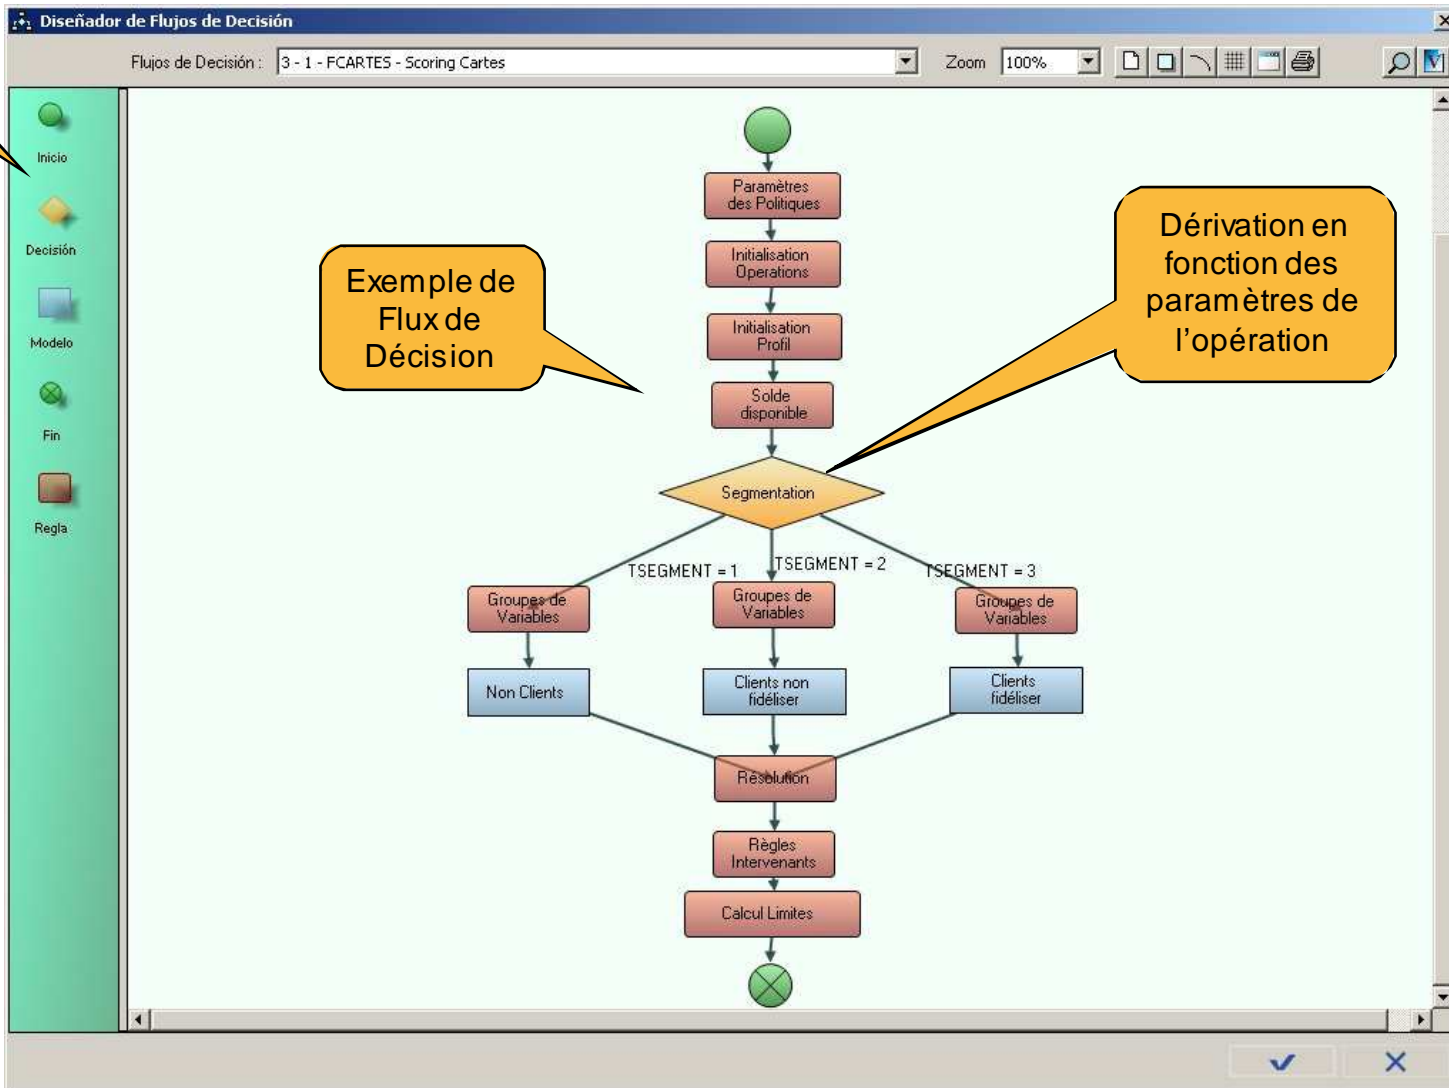 Diseñador de Flujos de Decisión
Flujos de Decisión :
3 - 1 - FCARTES - Scoring Cartes
Zoom
100%
Inicio
Decisión
Modelo
Fin
Regla
Paramètres
des Politiques
Initialisation
Operations
Initialisation
Profil
Solde
disponible
Exemple de
Flux de
Décision
Dérivation en
fonction des
paramètres de
l’opération
Segmentation
TSEGMENT = 1
TSEGMENT = 2
TSEGMENT = 3
Groupes de
Variables
Groupes de
Variables
Groupes de
Variables
Non Clients
Clients non
fidéliser
Clients
fidéliser
Résolution
Règles
Intervenants
Calcul Limites